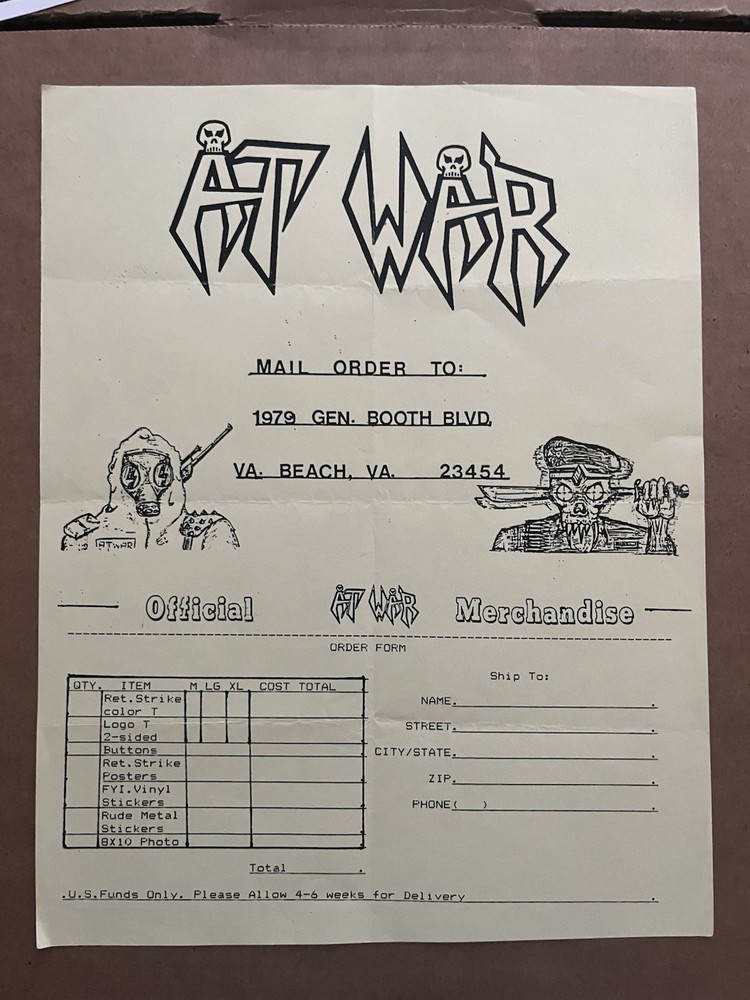 AT WAR
MAIL ORDER TO:
1979 GEN. BOOTH BLVD.
VA. BEACH, VA. 23454
AT WAR
Official AT WAR Merchandise
ORDER FORM
QTY. ITEM M LG XL COST TOTAL
Ret.Strike
color T
Logo T
2-sided
Buttons
Ret.Strike
Posters
FYI.Vinyl
Stickers
Rude Metal
Stickers
8X10 Photo
Total
Ship To:
NAME.
STREET.
CITY/STATE.
ZIP.
PHONE( )
.U.S.Funds Only. Please Allow 4-6 weeks for Delivery